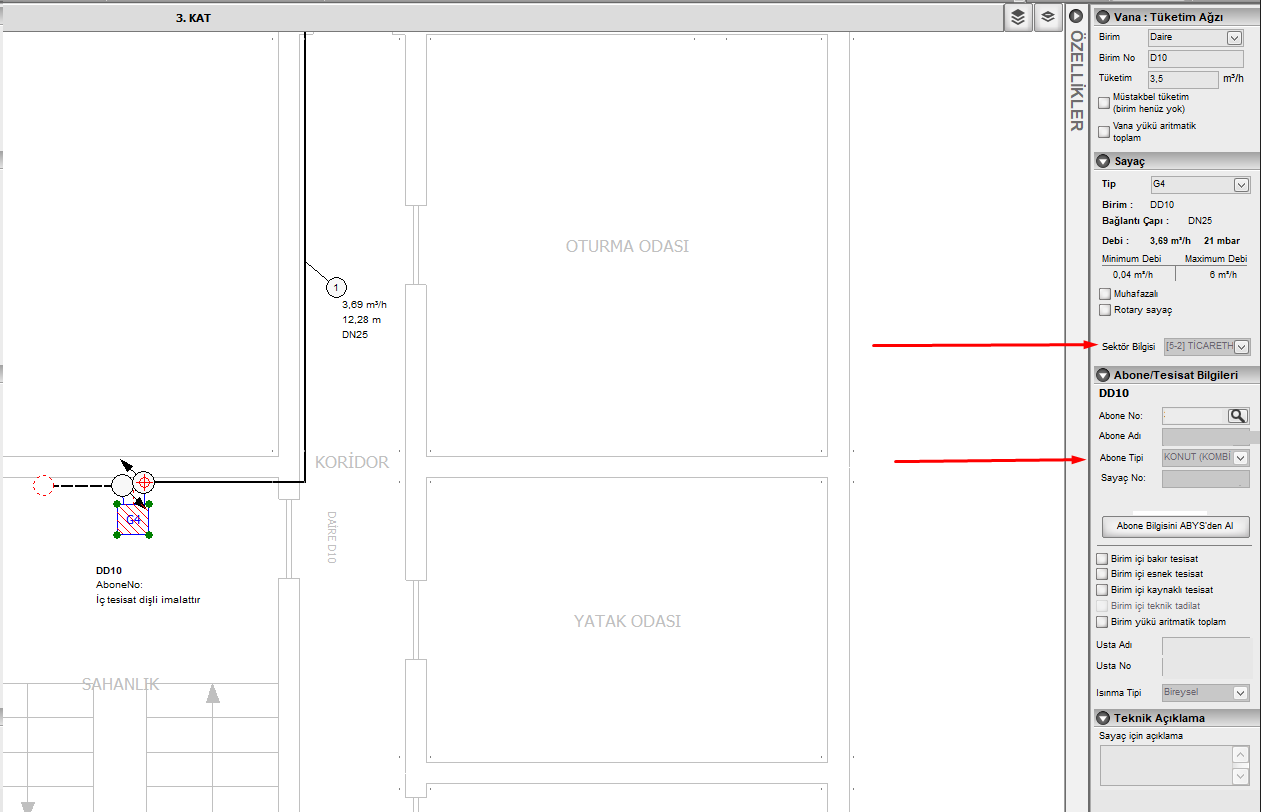 3. KAT
OTURMA ODASI
1
3,69 m³/h
12,28 m
DN25
KORİDOR
DAİRE D10
G4
DD10
AboneNo:
İç tesisat dişli imalattır
YATAK ODASI
SAHANLIK
ÖZELLİKLER
Vana : Tüketim Ağzı
Birim Daire
Birim No D10
Tüketim 3,5 m³/h
Müstakbel tüketim
(birim henüz yok)
Vana yükü aritmatik
toplam
Sayaç
Tip G4
Birim : DD10
Bağlantı Çapı : DN25
Debi : 3,69 m³/h 21 mbar
Minimum Debi Maximum Debi
0,04 m³/h 6 m³/h
Muhafazalı
Rotary sayaç
Sektör Bilgisi [5-2] TİCARETH
Abone/Tesisat Bilgileri
DD10
Abone No:
Abone Adı
Abone Tipi KONUT (KOMBİ
Sayaç No:
Abone Bilgisini ABYS'den Al
Birim içi bakır tesisat
Birim içi esnek tesisat
Birim içi kaynaklı tesisat
Birim içi teknik tadilat
Birim yükü aritmatik toplam
Usta Adı
Usta No
Isınma Tipi Bireysel
Teknik Açıklama
Sayaç için açıklama